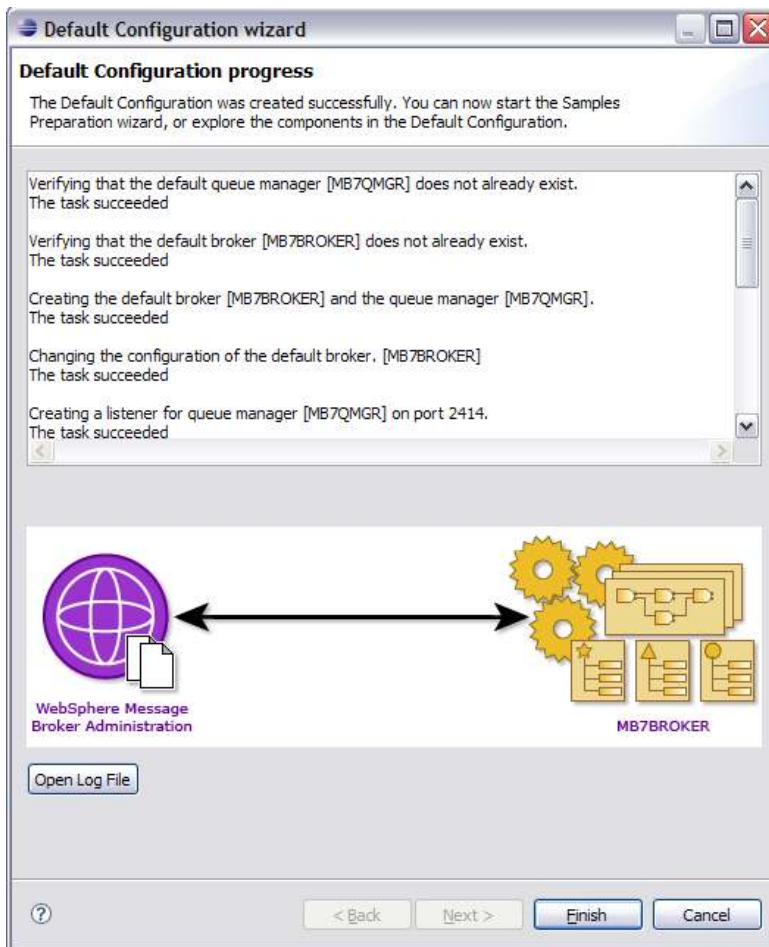 Default Configuration wizard
Default Configuration progress
The Default Configuration was created successfully. You can now start the Samples
Preparation wizard, or explore the components in the Default Configuration.
Verifying that the default queue manager [MB7QMGR] does not already exist.
The task succeeded
Verifying that the default broker [MB7BROKER] does not already exist.
The task succeeded
Creating the default broker [MB7BROKER] and the queue manager [MB7QMGR].
The task succeeded
Changing the configuration of the default broker. [MB7BROKER]
The task succeeded
Creating a listener for queue manager [MB7QMGR] on port 2414.
The task succeeded
WebSphere Message
Broker Administration
MB7BROKER
Open Log File
? < Back Next > Finish Cancel